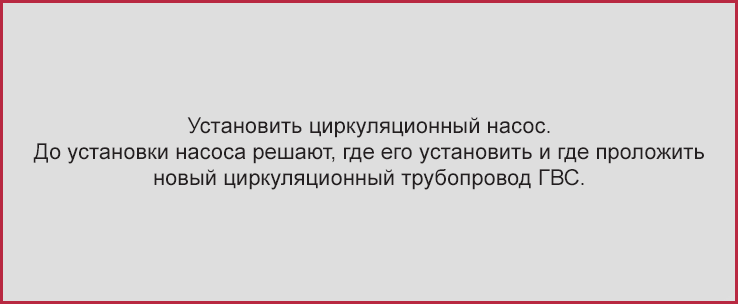 Установить циркуляционный насос.
До установки насоса решают, где его установить и где проложить
новый циркуляционный трубопровод ГВС.